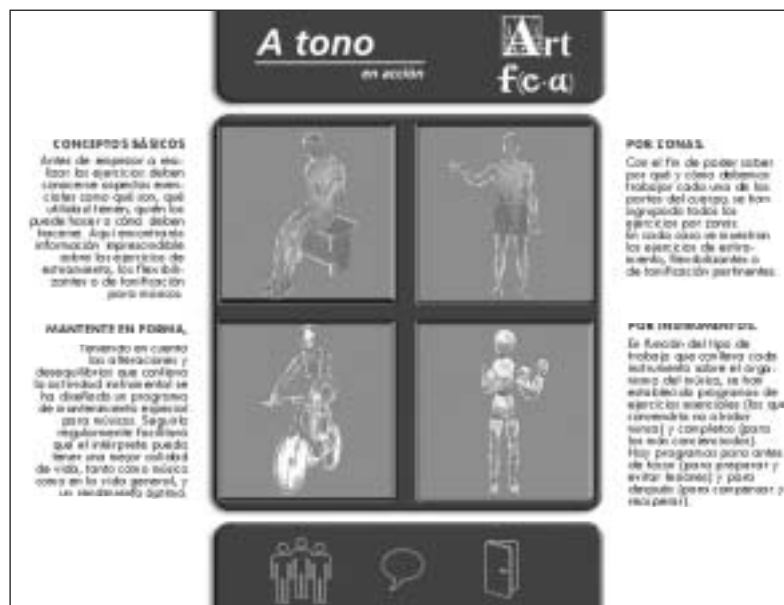 A tono
en acción
Art
f(c·a)
CONCEPTOS BÁSICOS
Antes de empezar a rea-
lizar los ejercicios deben
conocerse aspectos esen-
ciales como qué son, qué
utilidad tienen, quién los
puede hacer o cómo deben
hacerse. Aquí encontrarás
información imprescindible
sobre los ejercicios de
estiramiento, los flexibili-
zantes o de tonificación
para músicos.
MANTENTE EN FORMA.
Teniendo en cuenta
las alteraciones y
desequilibrios que conlleva
la actividad instrumental se
ha diseñado un programa
de mantenimiento especial
para músicos. Seguirlo
regularmente facilitará
que el intérprete pueda
tener una mejor calidad
de vida, tanto como músico
como en la vida general, y
un rendimiento óptimo.
POR ZONAS.
Con el fin de poder saber
por qué y cómo debemos
trabajar cada una de las
partes del cuerpo, se han
agrupado todos los
ejercicios por zonas.
En cada caso se muestran
los ejercicios de estira-
miento, flexibilizantes o
de tonificación pertinentes.
POR INSTRUMENTOS.
En función del tipo de
trabajo que conlleva cada
instrumento sobre el orga-
nismo del músico, se han
establecido programas de
ejercicios esenciales (los que
convendría no olvidar
nunca) y completos (para
los más concienciados).
Hay programas para antes
de tocar (para preparar y
evitar lesiones) y para
después (para compensar y
recuperar).